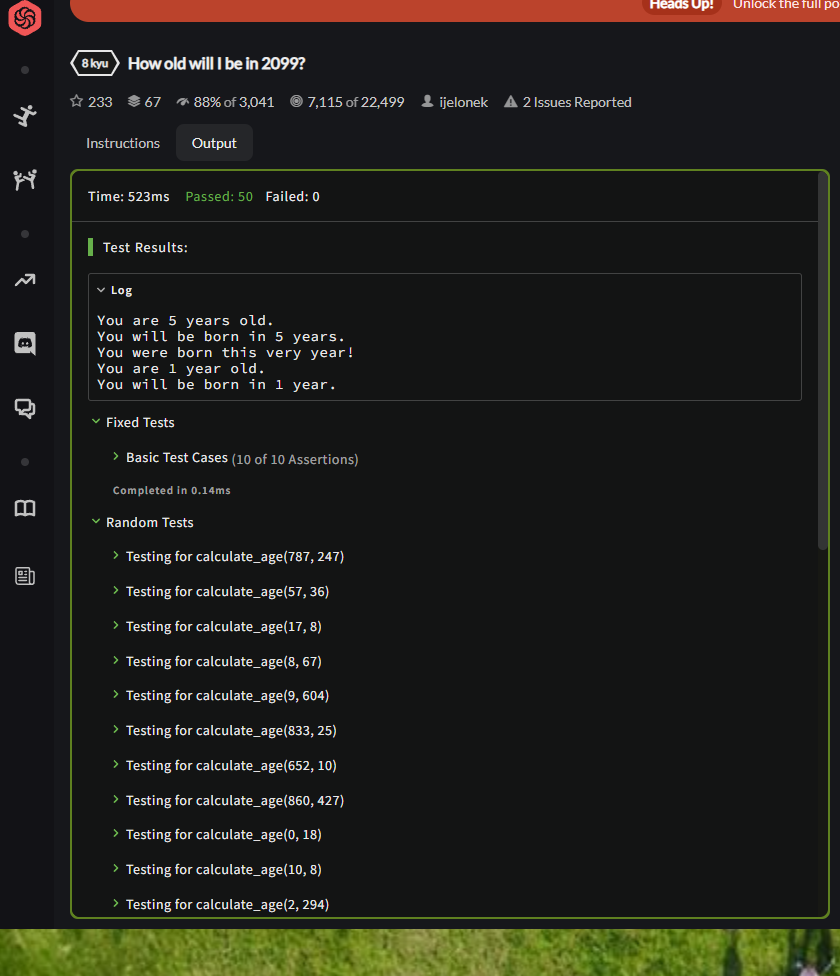 Heads Up! Unlock the full po
8 kyu How old will I be in 2099?
233 67 88% of 3,041 7,115 of 22,499 ijelonek 2 Issues Reported
Instructions Output
Time: 523ms Passed: 50 Failed: 0
Test Results:
Log
You are 5 years old.
You will be born in 5 years.
You were born this very year!
You are 1 year old.
You will be born in 1 year.
Fixed Tests
Basic Test Cases (10 of 10 Assertions)
Completed in 0.14ms
Random Tests
Testing for calculate_age(787, 247)
Testing for calculate_age(57, 36)
Testing for calculate_age(17, 8)
Testing for calculate_age(8, 67)
Testing for calculate_age(9, 604)
Testing for calculate_age(833, 25)
Testing for calculate_age(652, 10)
Testing for calculate_age(860, 427)
Testing for calculate_age(0, 18)
Testing for calculate_age(10, 8)
Testing for calculate_age(2, 294)